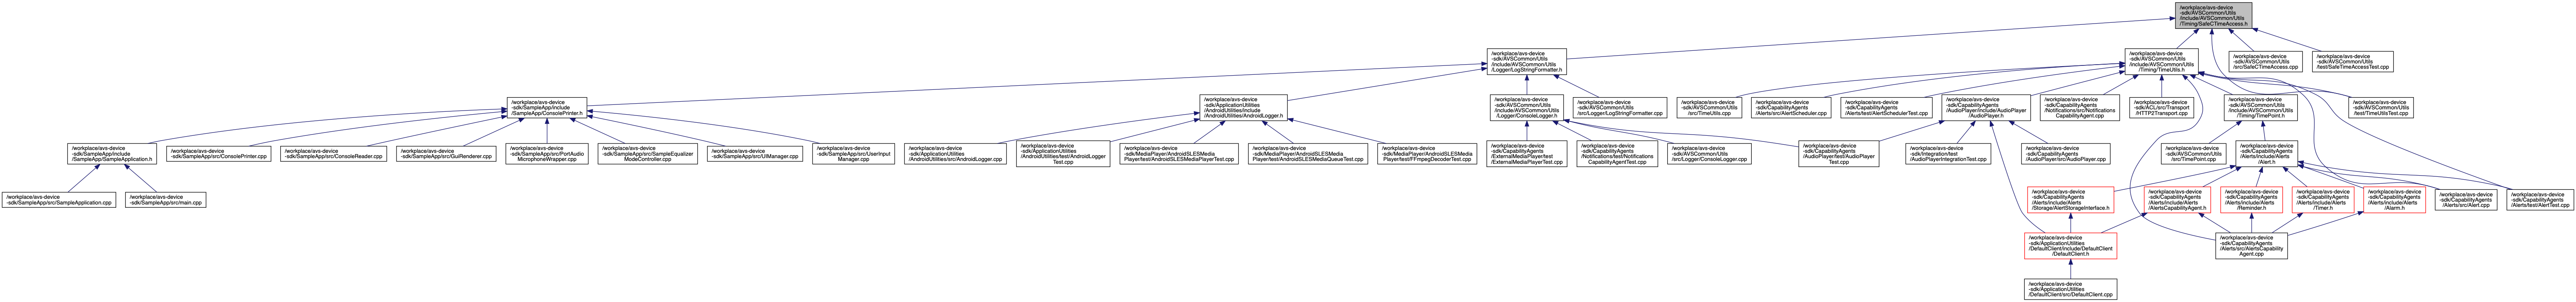 /workplace/avs-device
-sdk/AVSCommon/Utils
/include/AVSCommon/Utils
/Timing/SafeCTimeAccess.h
/workplace/avs-device
-sdk/AVSCommon/Utils
/include/AVSCommon/Utils
/Logger/LogStringFormatter.h
/workplace/avs-device
-sdk/AVSCommon/Utils
/include/AVSCommon/Utils
/Timing/TimeUtils.h
/workplace/avs-device
-sdk/AVSCommon/Utils
/src/SafeCTimeAccess.cpp
/workplace/avs-device
-sdk/AVSCommon/Utils
/test/SafeTimeAccessTest.cpp
/workplace/avs-device
-sdk/SampleApp/include
/SampleApp/ConsolePrinter.h
/workplace/avs-device
-sdk/ApplicationUtilities
/AndroidUtilities/include
/AndroidUtilities/AndroidLogger.h
/workplace/avs-device
-sdk/AVSCommon/Utils
/include/AVSCommon/Utils
/Logger/ConsoleLogger.h
/workplace/avs-device
-sdk/AVSCommon/Utils
/src/Logger/LogStringFormatter.cpp
/workplace/avs-device
-sdk/AVSCommon/Utils
/src/TimeUtils.cpp
/workplace/avs-device
-sdk/CapabilityAgents
/Alerts/src/AlertScheduler.cpp
/workplace/avs-device
-sdk/CapabilityAgents
/Alerts/test/AlertSchedulerTest.cpp
/workplace/avs-device
-sdk/CapabilityAgents
/AudioPlayer/include/AudioPlayer
/AudioPlayer.h
/workplace/avs-device
-sdk/CapabilityAgents
/Notifications/src/Notifications
CapabilityAgent.cpp
/workplace/avs-device
-sdk/ACL/src/Transport
/HTTP2Transport.cpp
/workplace/avs-device
-sdk/AVSCommon/Utils
/include/AVSCommon/Utils
/Timing/TimePoint.h
/workplace/avs-device
-sdk/AVSCommon/Utils
/test/TimeUtilsTest.cpp
/workplace/avs-device
-sdk/SampleApp/include
/SampleApp/SampleApplication.h
/workplace/avs-device
-sdk/SampleApp/src/ConsolePrinter.cpp
/workplace/avs-device
-sdk/SampleApp/src/ConsoleReader.cpp
/workplace/avs-device
-sdk/SampleApp/src/GuiRenderer.cpp
/workplace/avs-device
-sdk/SampleApp/src/PortAudio
MicrophoneWrapper.cpp
/workplace/avs-device
-sdk/SampleApp/src/SampleEqualizer
ModeController.cpp
/workplace/avs-device
-sdk/SampleApp/src/UIManager.cpp
/workplace/avs-device
-sdk/SampleApp/src/UserInput
Manager.cpp
/workplace/avs-device
-sdk/ApplicationUtilities
/AndroidUtilities/src/AndroidLogger.cpp
/workplace/avs-device
-sdk/ApplicationUtilities
/AndroidUtilities/test/AndroidLogger
Test.cpp
/workplace/avs-device
-sdk/MediaPlayer/AndroidSLESMedia
Player/test/AndroidSLESMediaPlayerTest.cpp
/workplace/avs-device
-sdk/MediaPlayer/AndroidSLESMedia
Player/test/AndroidSLESMediaQueueTest.cpp
/workplace/avs-device
-sdk/MediaPlayer/AndroidSLESMedia
Player/test/FFmpegDecoderTest.cpp
/workplace/avs-device
-sdk/CapabilityAgents
/ExternalMediaPlayer/test
/ExternalMediaPlayerTest.cpp
/workplace/avs-device
-sdk/CapabilityAgents
/Notifications/test/Notifications
CapabilityAgentTest.cpp
/workplace/avs-device
-sdk/AVSCommon/Utils
/src/Logger/ConsoleLogger.cpp
/workplace/avs-device
-sdk/CapabilityAgents
/AudioPlayer/test/AudioPlayer
Test.cpp
/workplace/avs-device
-sdk/Integration/test
/AudioPlayerIntegrationTest.cpp
/workplace/avs-device
-sdk/CapabilityAgents
/AudioPlayer/src/AudioPlayer.cpp
/workplace/avs-device
-sdk/AVSCommon/Utils
/src/TimePoint.cpp
/workplace/avs-device
-sdk/CapabilityAgents
/Alerts/include/Alerts
/Alert.h
/workplace/avs-device
-sdk/SampleApp/src/SampleApplication.cpp
/workplace/avs-device
-sdk/SampleApp/src/main.cpp
/workplace/avs-device
-sdk/CapabilityAgents
/Alerts/include/Alerts
/Storage/AlertStorageInterface.h
/workplace/avs-device
-sdk/CapabilityAgents
/Alerts/include/Alerts
/AlertsCapabilityAgent.h
/workplace/avs-device
-sdk/CapabilityAgents
/Alerts/include/Alerts
/Reminder.h
/workplace/avs-device
-sdk/CapabilityAgents
/Alerts/include/Alerts
/Timer.h
/workplace/avs-device
-sdk/CapabilityAgents
/Alerts/include/Alerts
/Alarm.h
/workplace/avs-device
-sdk/CapabilityAgents
/Alerts/src/Alert.cpp
/workplace/avs-device
-sdk/CapabilityAgents
/Alerts/test/AlertTest.cpp
/workplace/avs-device
-sdk/ApplicationUtilities
/DefaultClient/include/DefaultClient
/DefaultClient.h
/workplace/avs-device
-sdk/CapabilityAgents
/Alerts/src/AlertsCapability
Agent.cpp
/workplace/avs-device
-sdk/ApplicationUtilities
/DefaultClient/src/DefaultClient.cpp